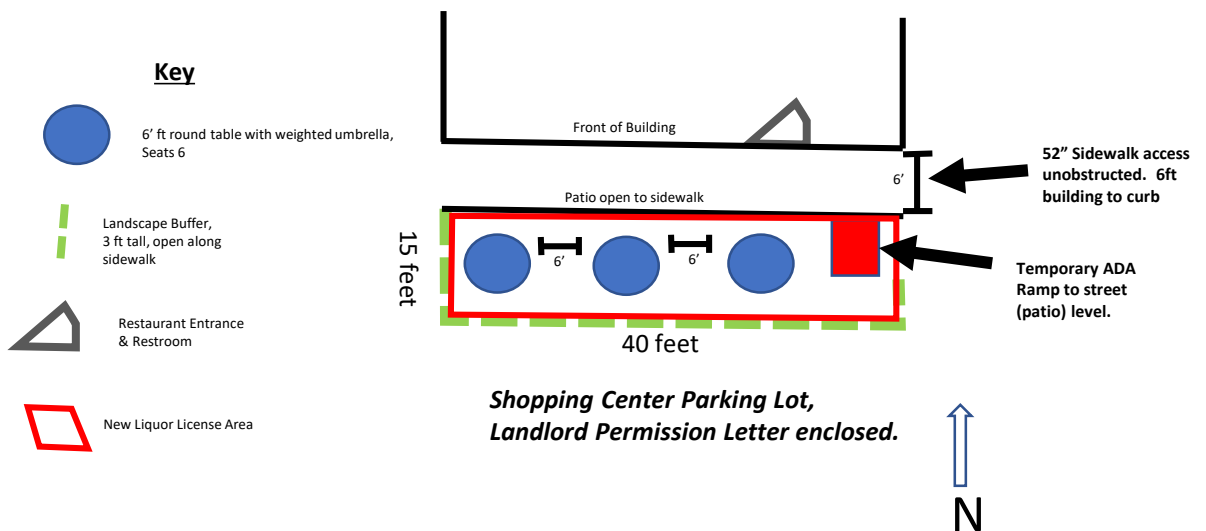 Key
6’ ft round table with weighted umbrella,
Seats 6
Landscape Buffer,
3 ft tall, open along
sidewalk
Restaurant Entrance
& Restroom
New Liquor License Area
Front of Building
6’
52” Sidewalk access
unobstructed.  6ft
building to curb
Patio open to sidewalk
15 feet
6’
6’
Temporary ADA
Ramp to street
(patio) level.
40 feet
Shopping Center Parking Lot,
Landlord Permission Letter enclosed.
N